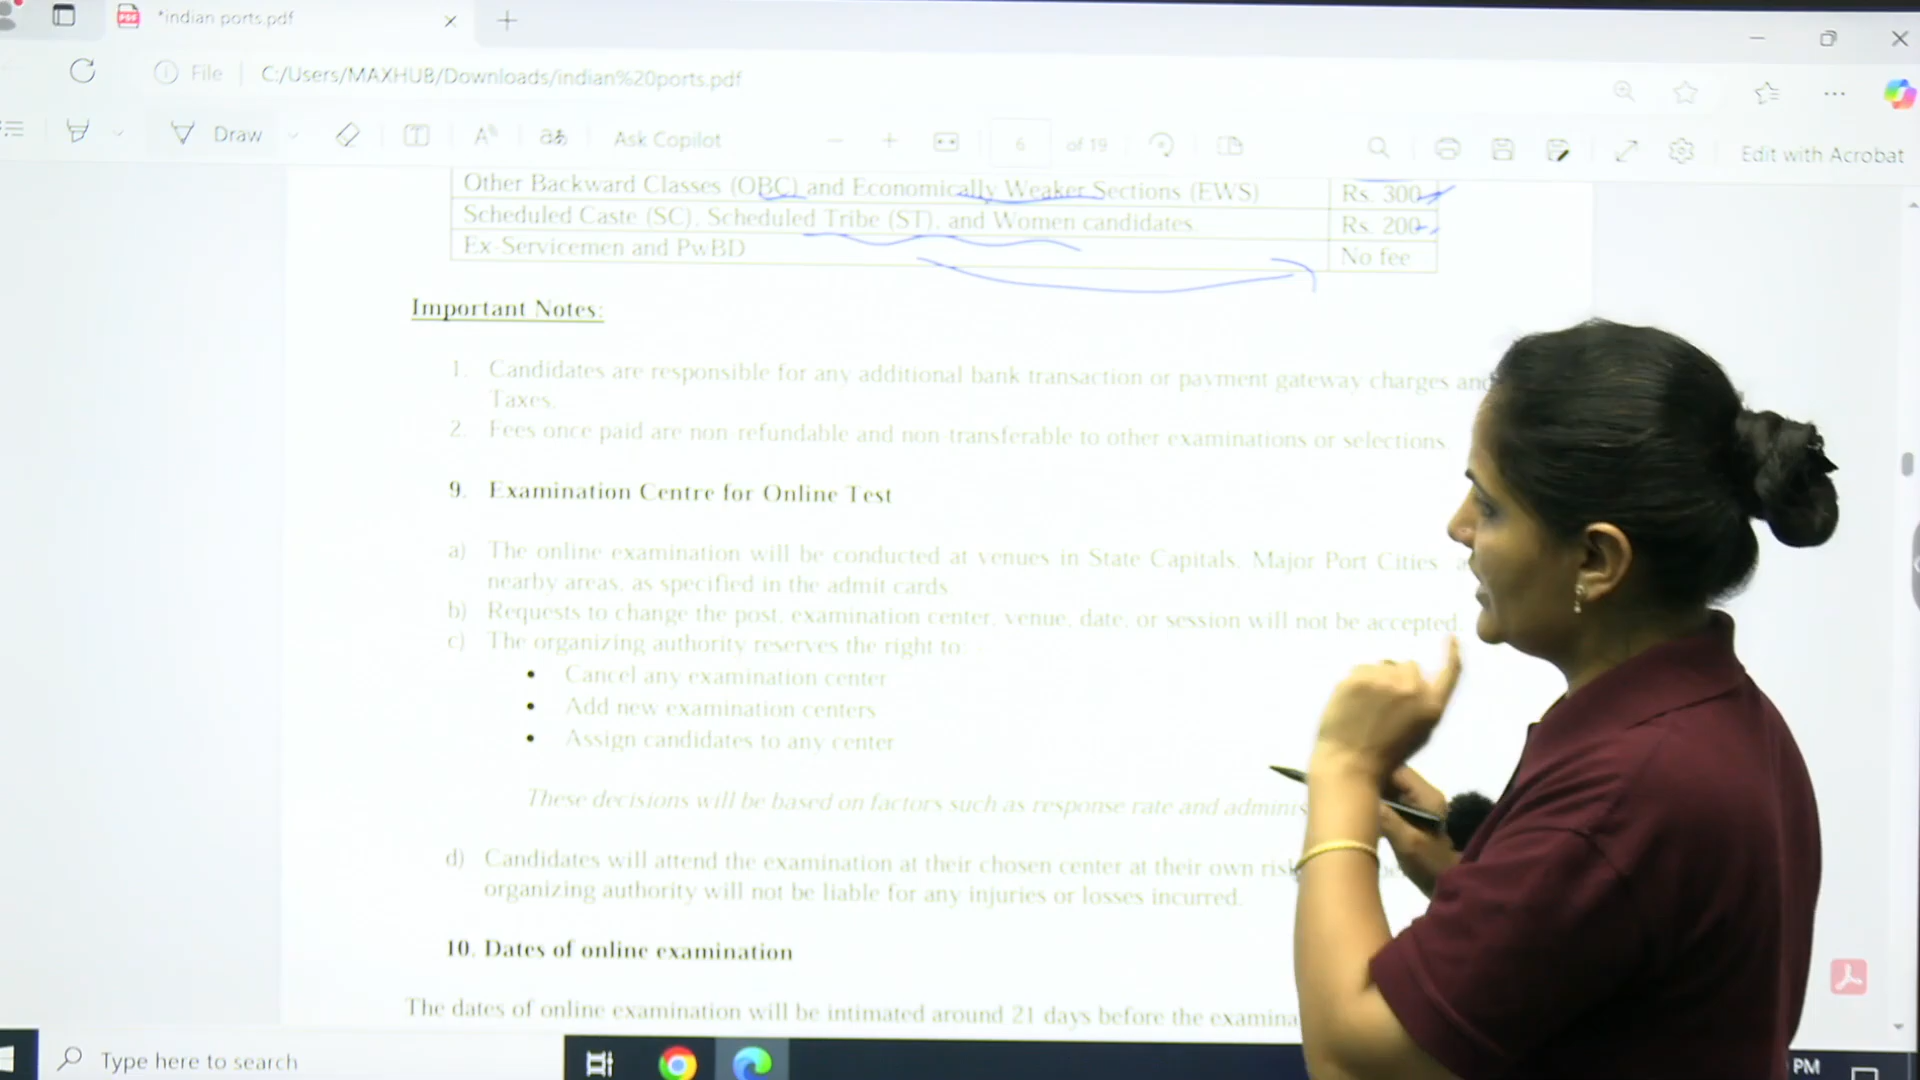 *indian ports.pdf
File
C:/Users/MAXHUB/Downloads/indian%20ports.pdf
Draw
Ask Copilot
6 of 19
Edit with Acrobat
Other Backward Classes (OBC) and Economically Weaker Sections (EWS) Rs. 300
Scheduled Caste (SC), Scheduled Tribe (ST), and Women candidates Rs. 200
Ex-Servicemen and PwBD No fee
Important Notes:
1. Candidates are responsible for any additional bank transaction or payment gateway charges and
Taxes.
2. Fees once paid are non-refundable and non-transferable to other examinations or selections
9. Examination Centre for Online Test
a) The online examination will be conducted at venues in State Capitals, Major Port Cities
nearby areas, as specified in the admit cards
b) Requests to change the post, examination center, venue, date, or session will not be accepted.
c) The organizing authority reserves the right to:
• Cancel any examination center
• Add new examination centers
• Assign candidates to any center
These decisions will be based on factors such as response rate and
d) Candidates will attend the examination at their chosen center at their own risk
organizing authority will not be liable for any injuries or losses incurred.
10. Dates of online examination
The dates of online examination will be intimated around 21 days before the
Type here to search
PM